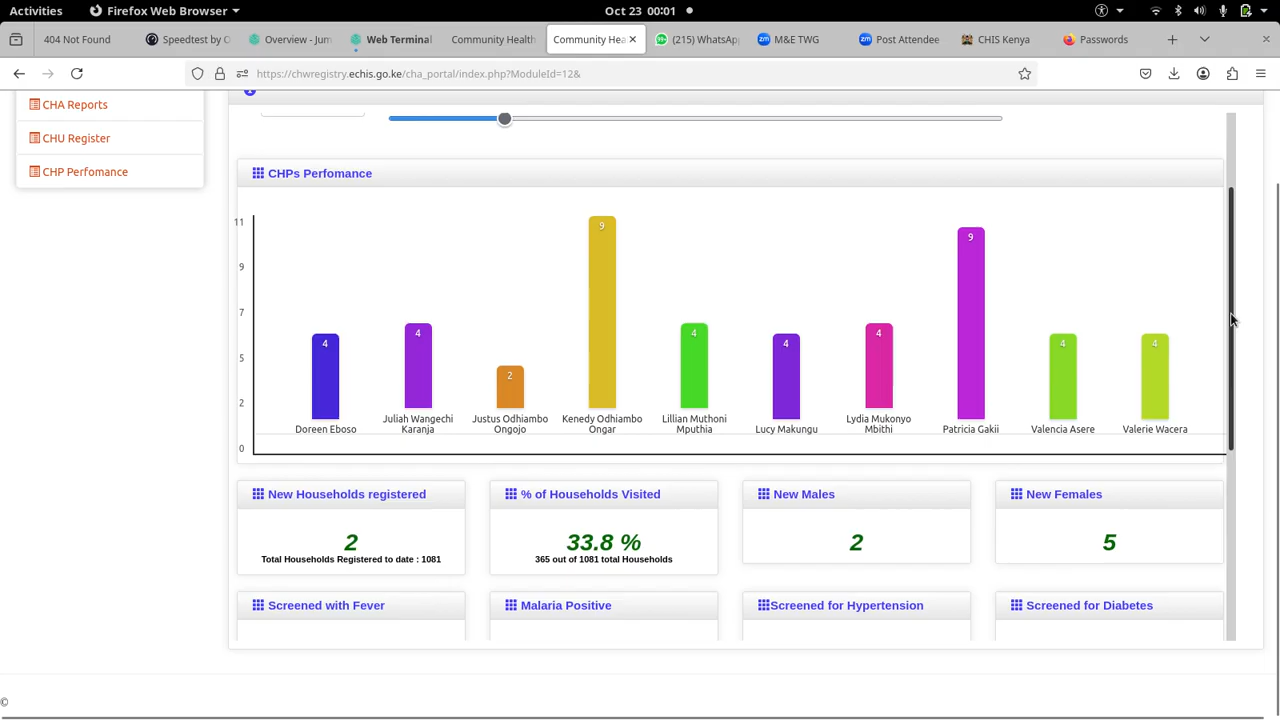 Activities Firefox Web Browser Oct 23 00:01
404 Not Found Speedtest by O Overview - Jum Web Terminal Community Health Community Hea (215) WhatsApp M&E TWG Post Attendee CHIS Kenya Passwords
https://chwregistry.echis.go.ke/cha_portal/index.php?ModuleId=12&
CHA Reports
CHU Register
CHP Perfomance
CHPs Perfomance
11
9
7
5
2
0
4 4 2 9 4 4 4 9 4 4
Doreen Eboso
Juliah Wangechi
Karanja
Justus Odhiambo
Ongojo
Kenedy Odhiambo
Ongar
Lillian Muthoni
Mputhia
Lucy Makungu
Lydia Mukonyo
Mbithi
Patricia Gakii
Valencia Asere
Valerie Wacera
New Households registered
2
Total Households Registered to date : 1081
% of Households Visited
33.8 %
365 out of 1081 total Households
New Males
2
New Females
5
Screened with Fever
Malaria Positive
Screened for Hypertension
Screened for Diabetes
©